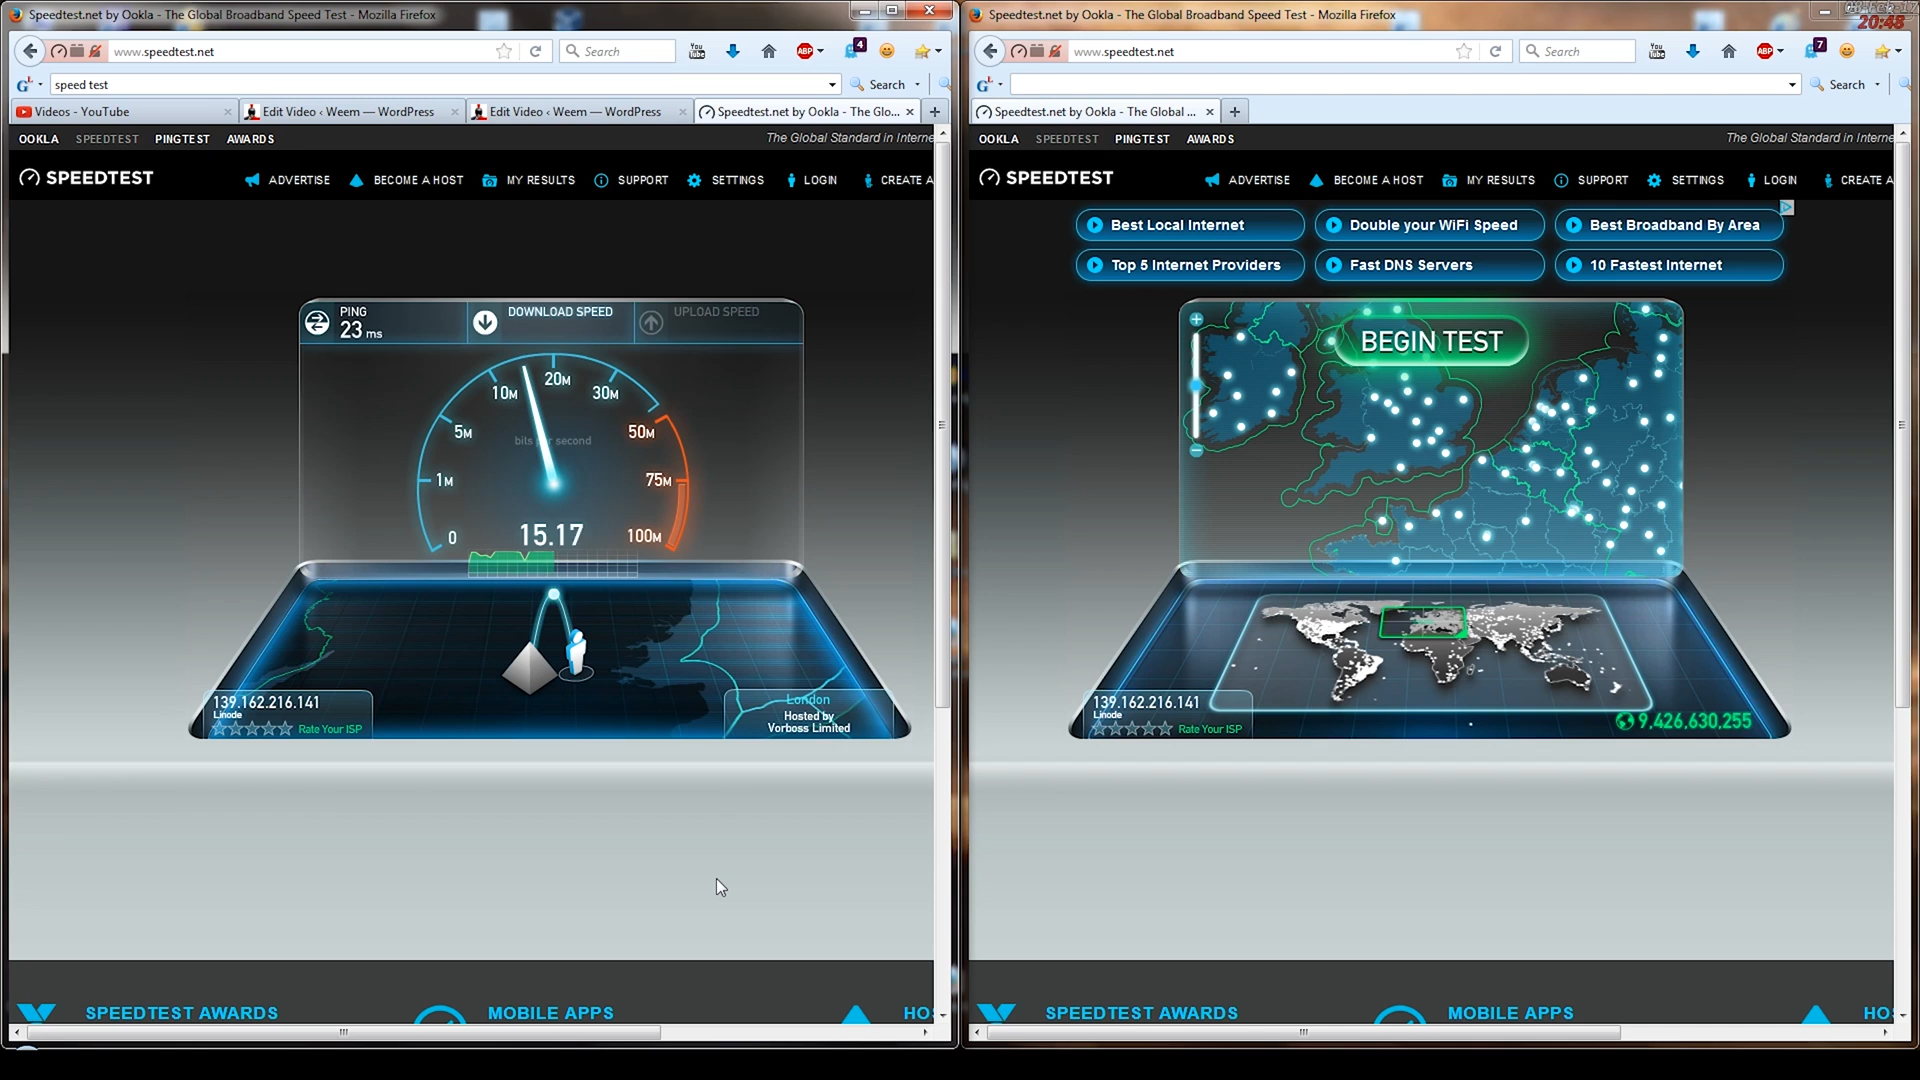 Speedtest.net by Ookla - The Global Broadband Speed Test - Mozilla Firefox
www.speedtest.net
Search
You Tube
ABP
4
speed test
Search
Videos - YouTube
Edit Video ‹ Weem — WordPress
Edit Video ‹ Weem — WordPress
Speedtest.net by Ookla - The Glo...
OOKLA SPEEDTEST PINGTEST AWARDS
The Global Standard in Interne
SPEEDTEST
ADVERTISE BECOME A HOST MY RESULTS SUPPORT SETTINGS LOGIN CREATE A
PING
23 ms
DOWNLOAD SPEED
UPLOAD SPEED
0
1M
5M
10M
20M
30M
50M
75M
100M
bits per second
15.17
139.162.216.141
Linode
Rate Your ISP
London
Hosted by
Vorboss Limited
SPEEDTEST AWARDS
MOBILE APPS
HO
Speedtest.net by Ookla - The Global Broadband Speed Test - Mozilla Firefox
20:48
www.speedtest.net
Search
You Tube
ABP
7
Search
Speedtest.net by Ookla - The Global ...
OOKLA SPEEDTEST PINGTEST AWARDS
The Global Standard in Interne
SPEEDTEST
ADVERTISE BECOME A HOST MY RESULTS SUPPORT SETTINGS LOGIN CREATE A
Best Local Internet
Double your WiFi Speed
Best Broadband By Area
Top 5 Internet Providers
Fast DNS Servers
10 Fastest Internet
BEGIN TEST
139.162.216.141
Linode
Rate Your ISP
9,426,630,255
SPEEDTEST AWARDS
MOBILE APPS
HO